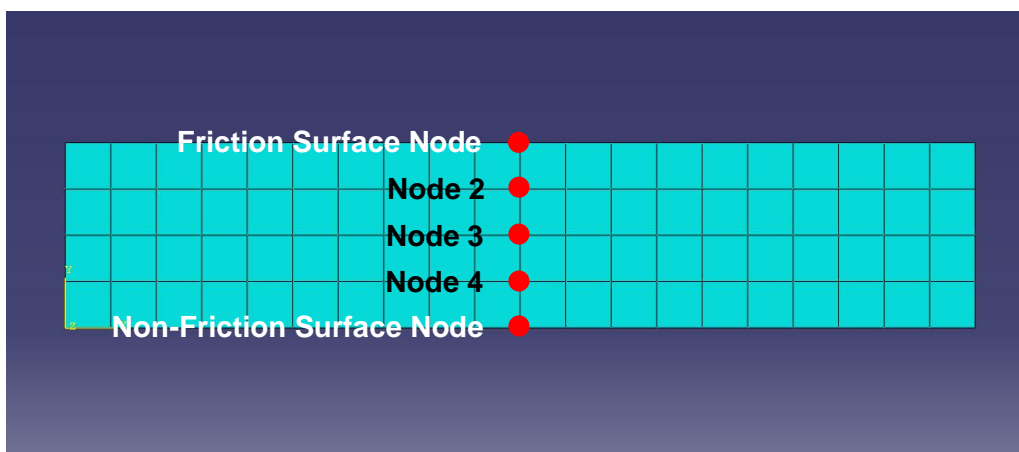 Friction Surface Node
Node 2
Node 3
Y
Node 4
Z
Non-Friction Surface Node